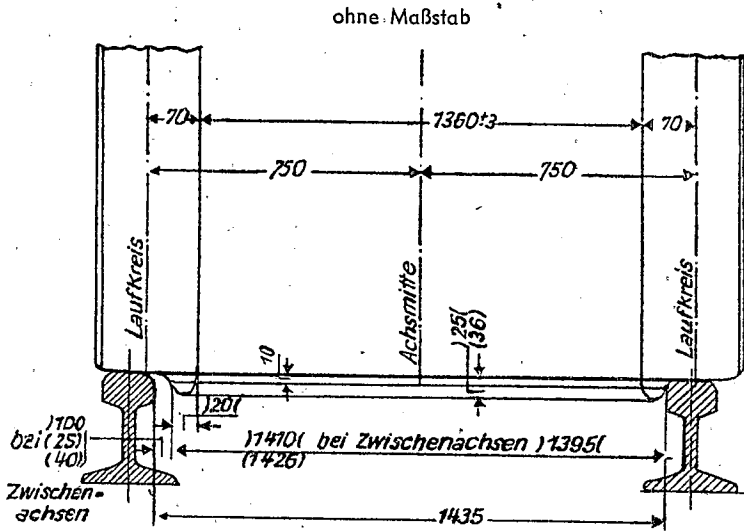 ohne Maßstab
70
1360±3
70
750
750
Laufkreis
Achsmitte
Laufkreis
10
)25(
(36)
)20(
)100
bei (25)
(40)
Zwischen-
achsen
)1410( bei Zwischenachsen )1395(
(1426)
1435